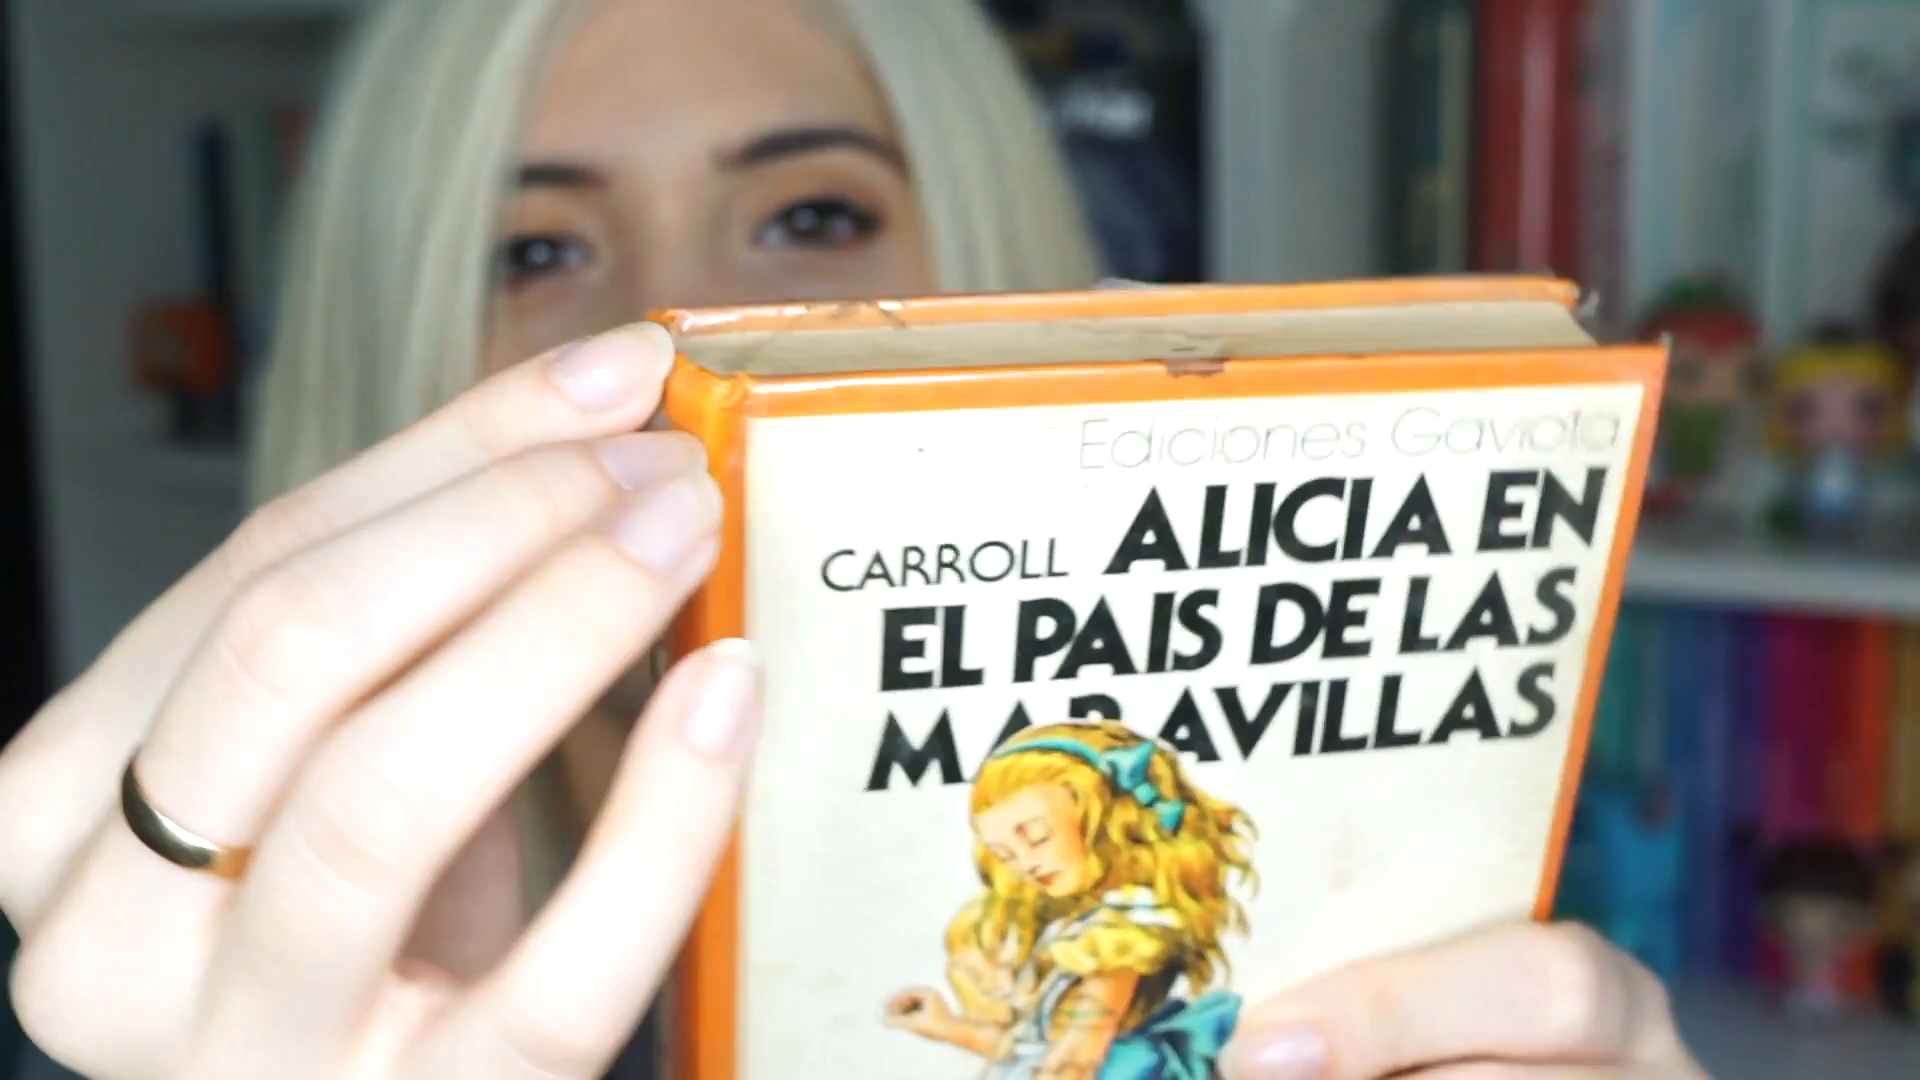 Ediciones Gaviota
CARROLL ALICIA EN
EL PAIS DE LAS
MARAVILLAS